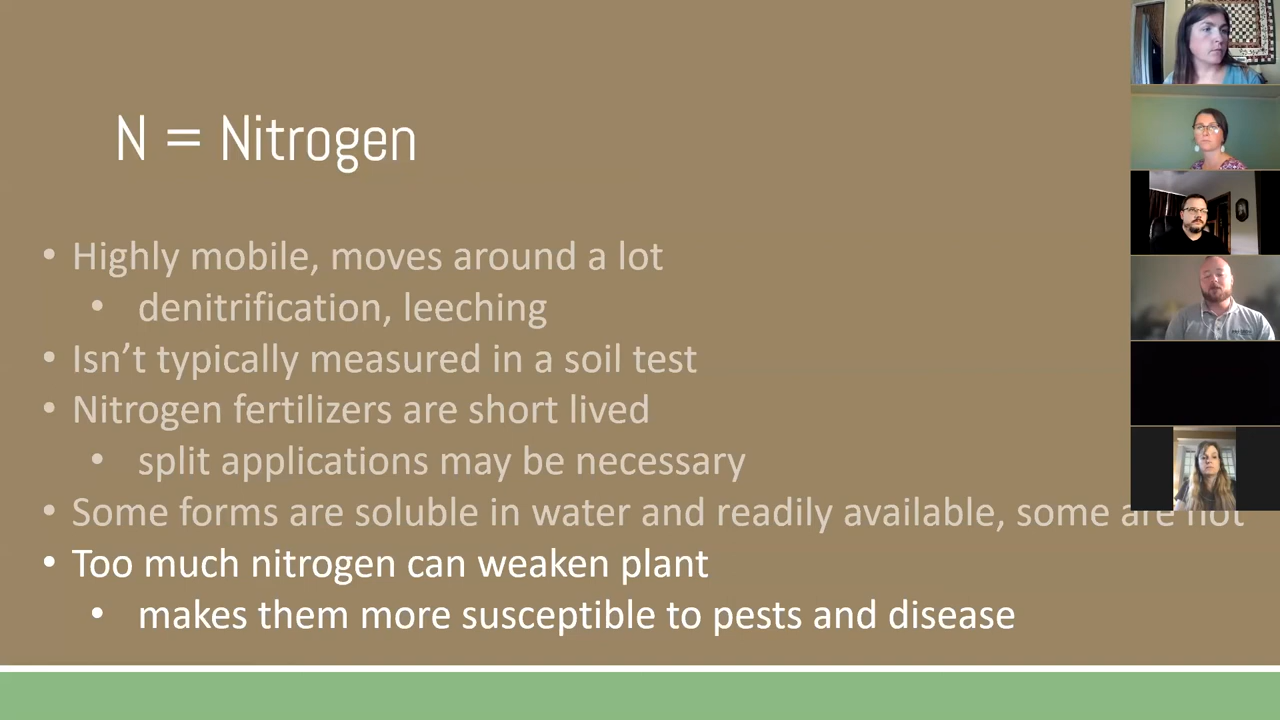 N = Nitrogen
• Highly mobile, moves around a lot
• denitrification, leeching
• Isn’t typically measured in a soil test
• Nitrogen fertilizers are short lived
• split applications may be necessary
• Some forms are soluble in water and readily available, some are not
• Too much nitrogen can weaken plant
• makes them more susceptible to pests and disease